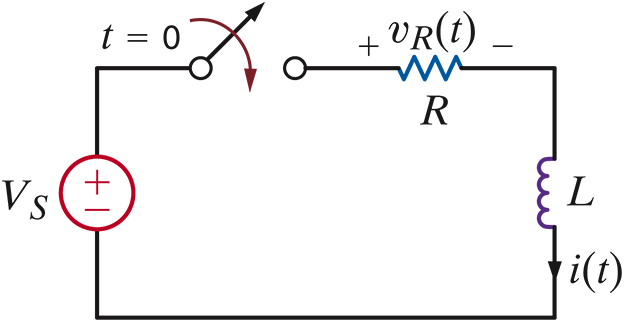 t = 0
+ v_R(t) −
R
V_S
+
−
L
i(t)